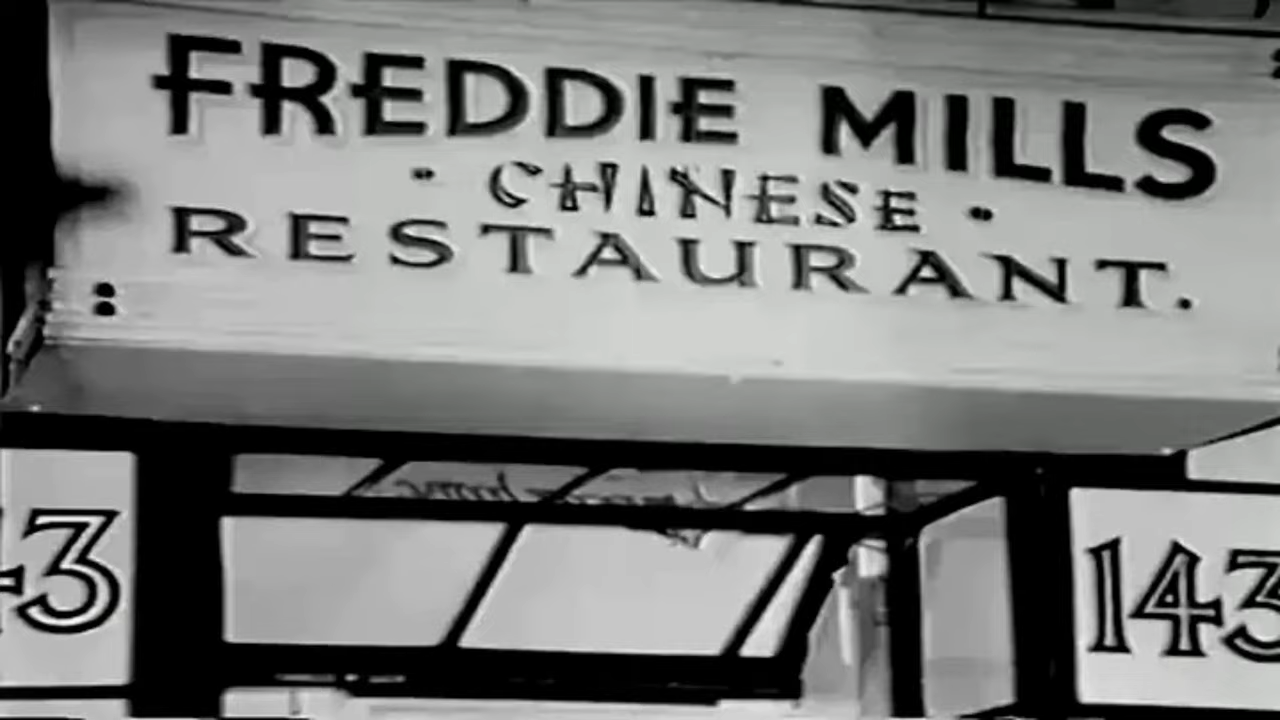 FREDDIE MILLS
• CHINESE •
RESTAURANT.
43
143